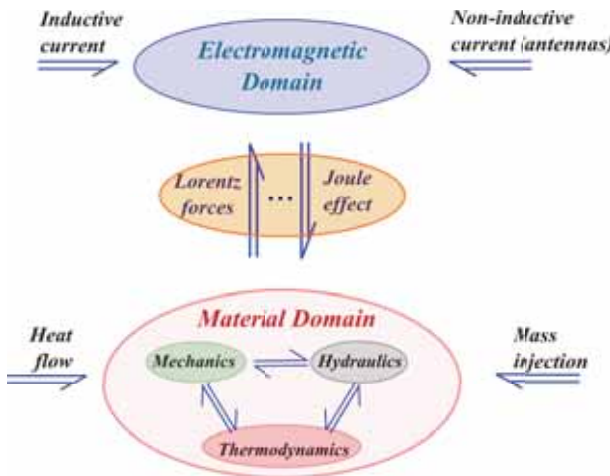 Inductive
current
Non-inductive
current (antennas)
Electromagnetic
Domain
Lorentz
forces
...
Joule
effect
Material Domain
Heat
flow
Mass
injection
Mechanics
Hydraulics
Thermodynamics